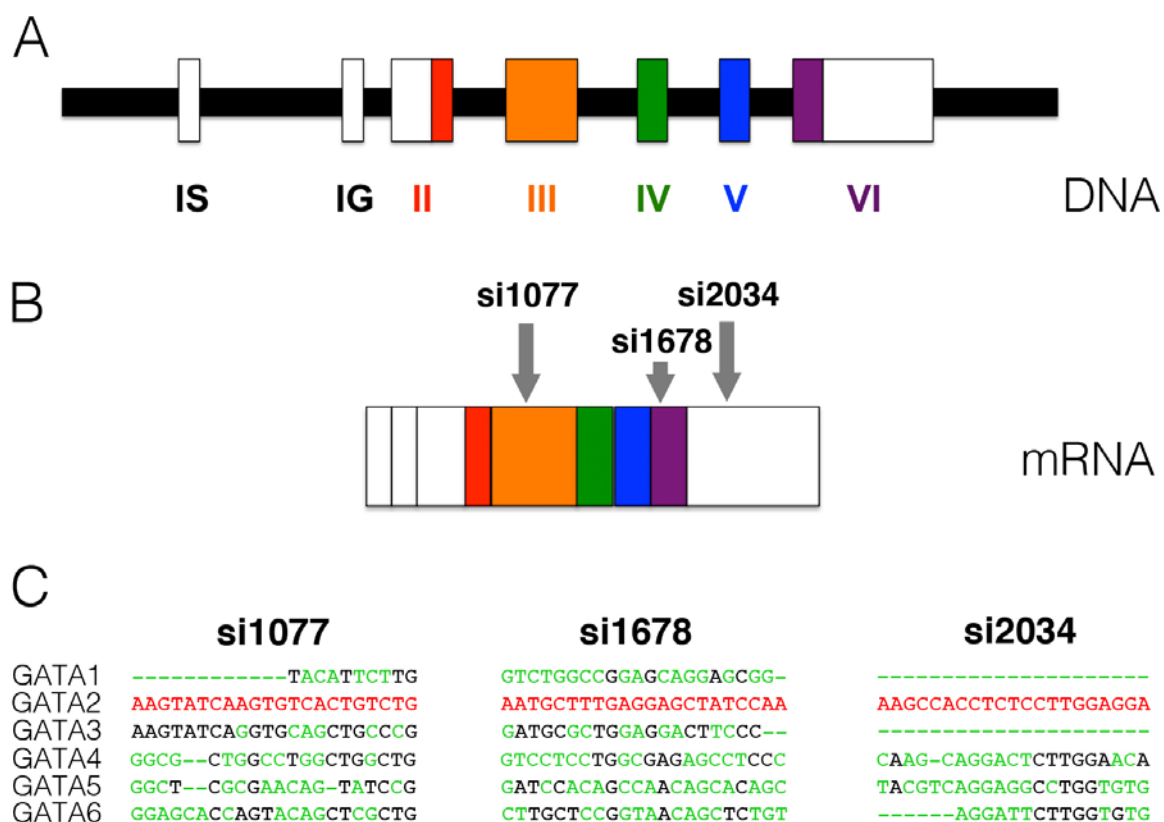 A
IS IG II III IV V VI DNA
B
si1077 si2034
si1678
mRNA
C
si1077 si1678 si2034
GATA1 ------------TACATTCTTG GTCTGGCCGGAGCAGGAGCGG- ---------------------
GATA2 AAGTATCAAGTGTCACTGTCTG AATGCTTTGAGGAGCTATCCAA AAGCCACCTCTCCTTGGAGGA
GATA3 AAGTATCAGGTGCAGCTGCCCG GATGCGCTGGAGGACTTCCC-- ---------------------
GATA4 GGCG--CTGGCCTGGCTGGCTG GTCCTCCTGGCGAGAGCCTCCC CAAG-CAGGACTCTTGGAACA
GATA5 GGCT--CGCGAACAG-TATCCG GATCCACAGCCAACAGCACAGC TACGTCAGGAGGCCTGGTGTG
GATA6 GGAGCACCAGTACAGCTCGCTG CTTGCTCCGGTAACAGCTCTGT ------AGGATTCTTGGTGTG